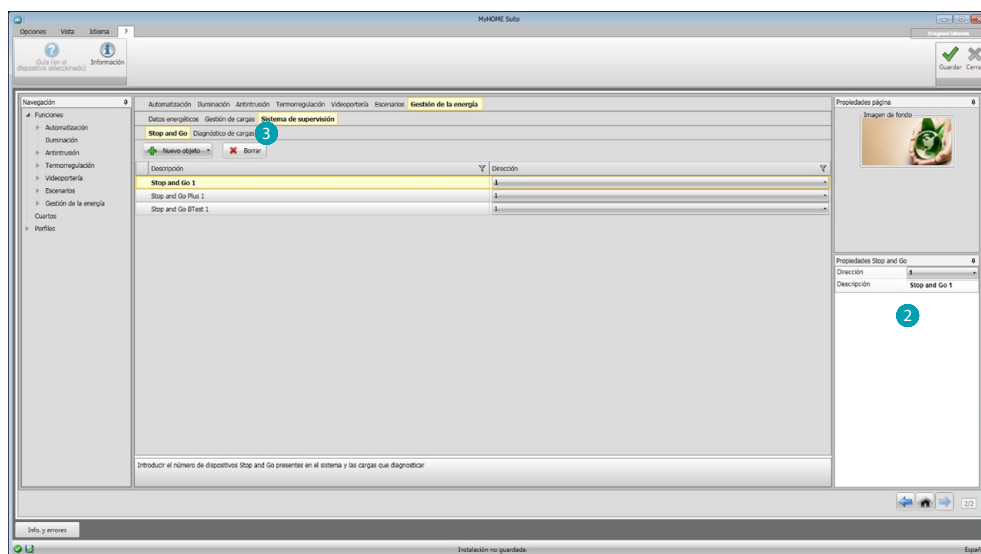 MyHOME Suite
Opciones Vista Idioma ?
Guía (en el dispositivo seleccionado) Información
Guardar Cerra
Navegación
Funciones
Automatización
Iluminación
Antintrusión
Termorregulación
Videoportería
Escenarios
Gestión de la energía
Cuartos
Perfiles
Automatización Iluminación Antintrusión Termorregulación Videoportería Escenarios Gestión de la energía
Datos energéticos Gestión de cargas Sistema de supervisión
Stop and Go Diagnóstico de cargas 3
Nuevo objeto Borrar
Descripción Dirección
Stop and Go 1 1
Stop and Go Plus 1 1
Stop and Go BTest 1 1
Introducir el número de dispositivos Stop and Go presentes en el sistema y las cargas que diagnosticar
Propiedades página
Imagen de fondo
Propiedades Stop and Go
Dirección 1
Descripción Stop and Go 1
2
2/2
Info. y errores
Instalación no guardada.
Españ